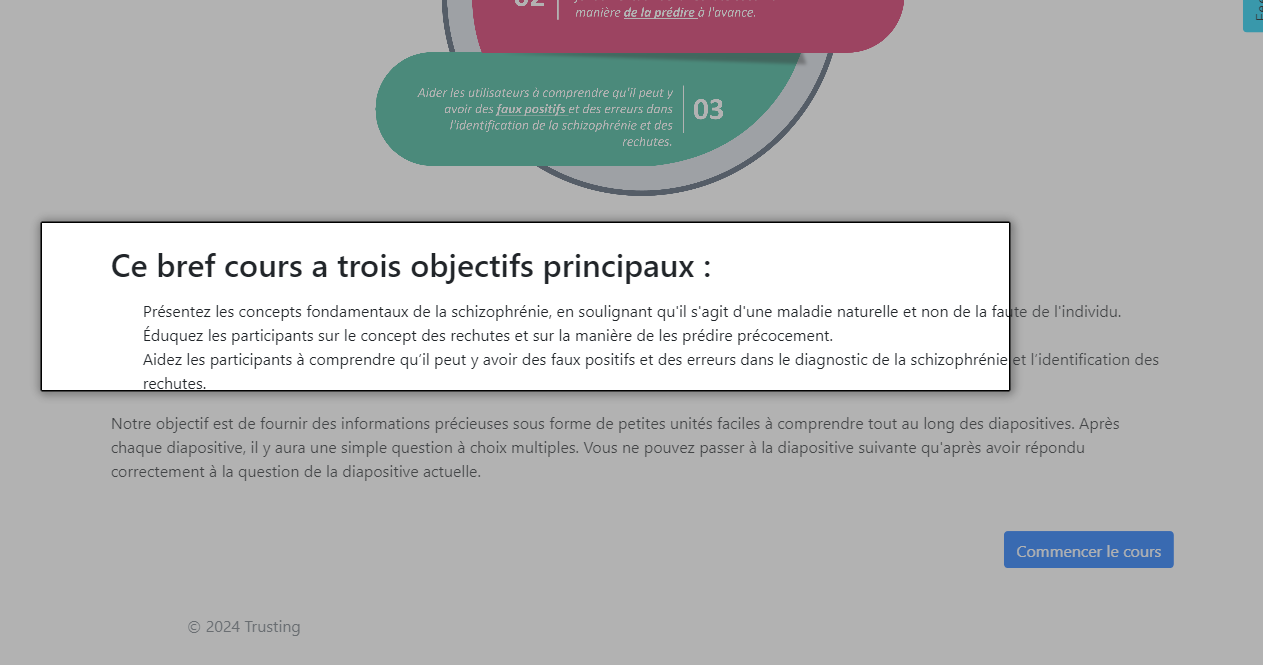 02
manière de la prédire à l'avance.
Aider les utilisateurs à comprendre qu'il peut y
avoir des faux positifs et des erreurs dans
l'identification de la schizophrénie et des
rechutes.
03
Ce bref cours a trois objectifs principaux :
Présentez les concepts fondamentaux de la schizophrénie, en soulignant qu'il s'agit d'une maladie naturelle et non de la faute de l'individu.
Éduquez les participants sur le concept des rechutes et sur la manière de les prédire précocement.
Aidez les participants à comprendre qu’il peut y avoir des faux positifs et des erreurs dans le diagnostic de la schizophrénie et l’identification des
rechutes.
Notre objectif est de fournir des informations précieuses sous forme de petites unités faciles à comprendre tout au long des diapositives. Après
chaque diapositive, il y aura une simple question à choix multiples. Vous ne pouvez passer à la diapositive suivante qu'après avoir répondu
correctement à la question de la diapositive actuelle.
Commencer le cours
© 2024 Trusting